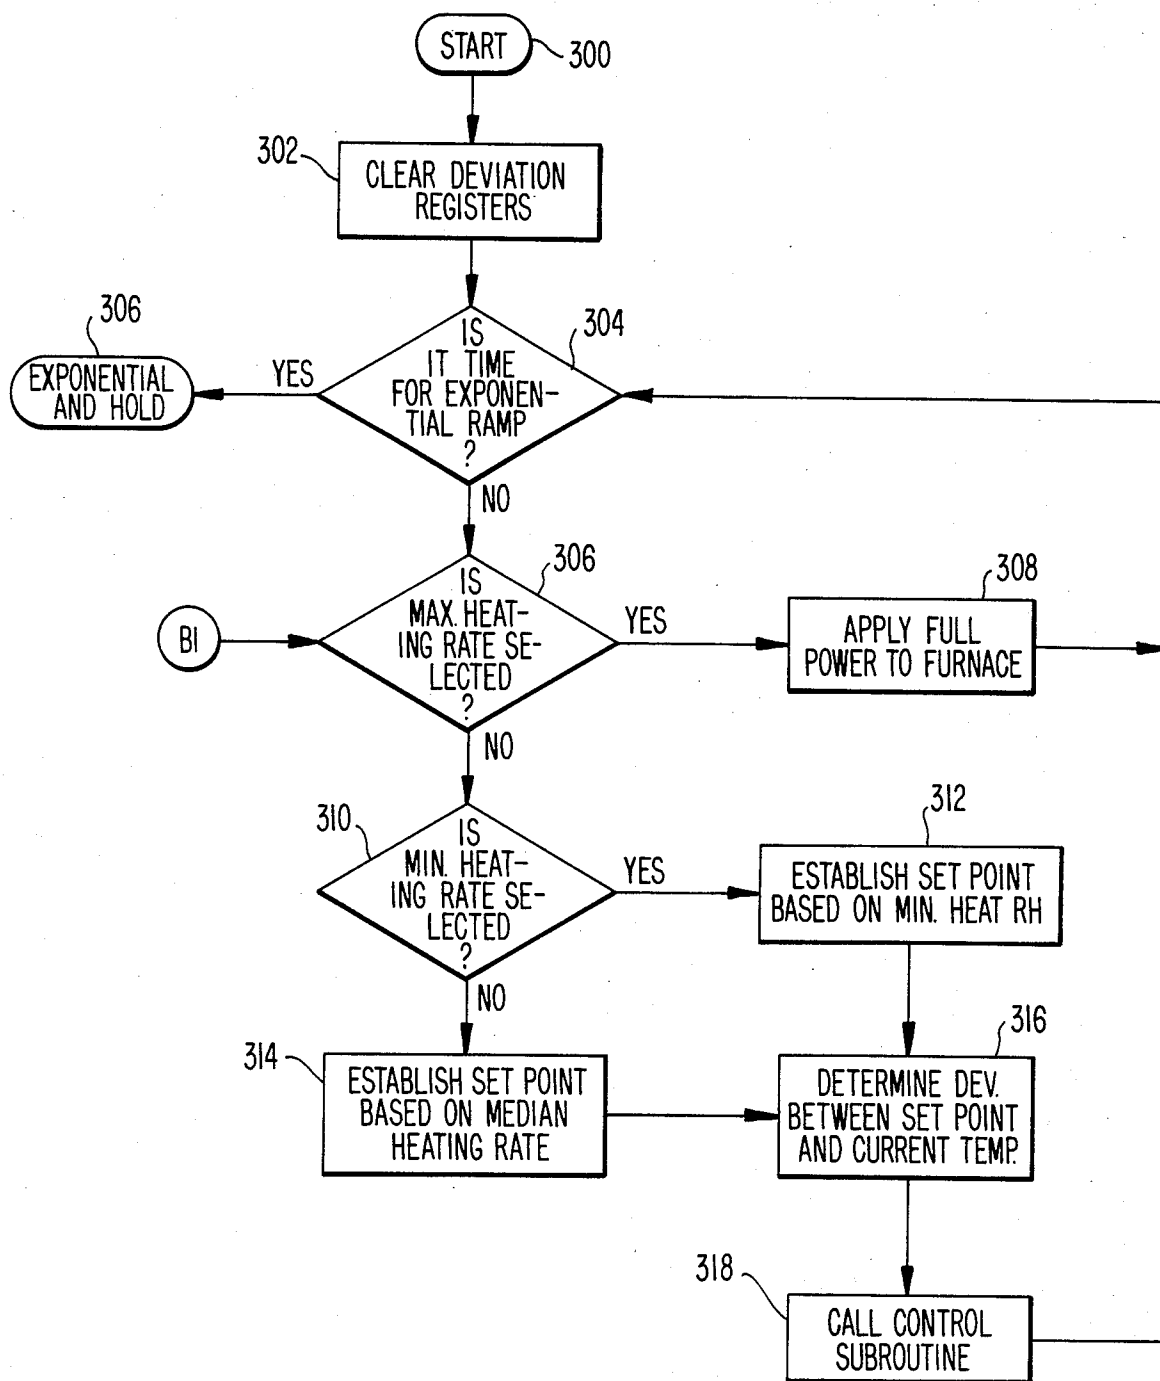 START
300
302
CLEAR DEVIATION
REGISTERS
306
304
IS
IT TIME
FOR EXPONEN-
TIAL RAMP
?
YES
EXPONENTIAL
AND HOLD
NO
306
IS
MAX. HEAT-
ING RATE SE-
LECTED
?
BI
YES
308
APPLY FULL
POWER TO FURNACE
NO
310
IS
MIN. HEAT-
ING RATE SE-
LECTED
?
YES
312
ESTABLISH SET POINT
BASED ON MIN. HEAT RH
NO
314
ESTABLISH SET POINT
BASED ON MEDIAN
HEATING RATE
316
DETERMINE DEV.
BETWEEN SET POINT
AND CURRENT TEMP.
318
CALL CONTROL
SUBROUTINE